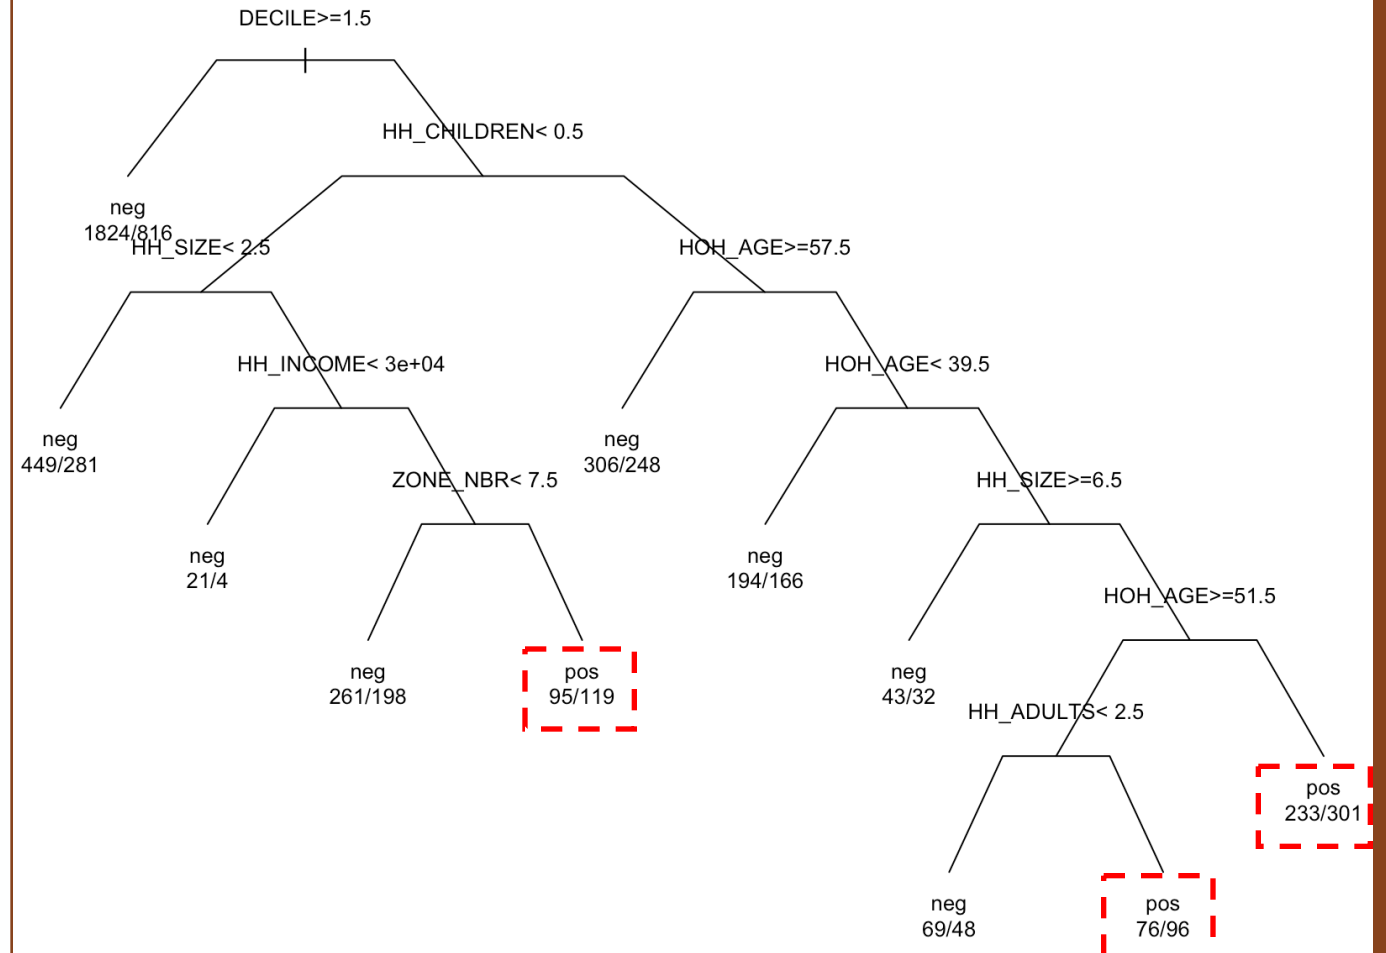 DECILE>=1.5
HH_CHILDREN< 0.5
neg
1824/816
HH_SIZE< 2.5
HOH_AGE>=57.5
HH_INCOME< 3e+04
HOH_AGE< 39.5
neg
449/281
neg
306/248
ZONE_NBR< 7.5
HH_SIZE>=6.5
neg
21/4
neg
194/166
HOH_AGE>=51.5
neg
261/198
pos
95/119
neg
43/32
HH_ADULTS< 2.5
pos
233/301
neg
69/48
pos
76/96